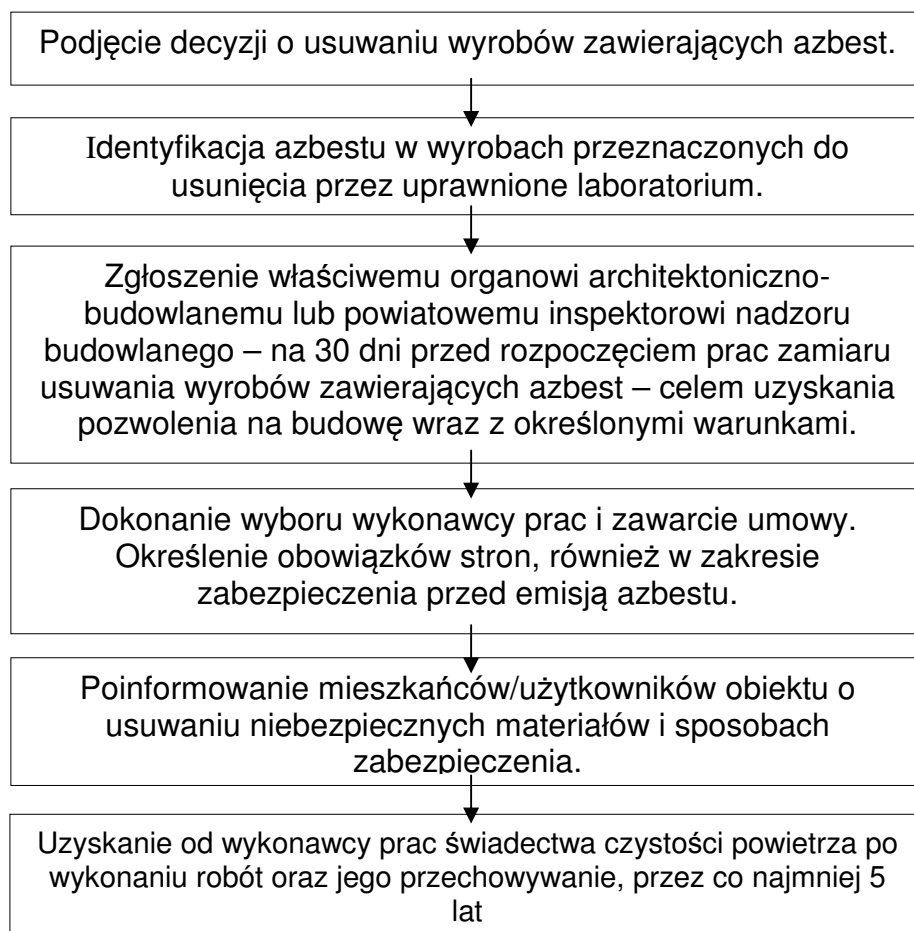 Podjęcie decyzji o usuwaniu wyrobów zawierających azbest.
Identyfikacja azbestu w wyrobach przeznaczonych do
usunięcia przez uprawnione laboratorium.
Zgłoszenie właściwemu organowi architektoniczno-
budowlanemu lub powiatowemu inspektorowi nadzoru
budowlanego – na 30 dni przed rozpoczęciem prac zamiaru
usuwania wyrobów zawierających azbest – celem uzyskania
pozwolenia na budowę wraz z określonymi warunkami.
Dokonanie wyboru wykonawcy prac i zawarcie umowy.
Określenie obowiązków stron, również w zakresie
zabezpieczenia przed emisją azbestu.
Poinformowanie mieszkańców/użytkowników obiektu o
usuwaniu niebezpiecznych materiałów i sposobach
zabezpieczenia.
Uzyskanie od wykonawcy prac świadectwa czystości powietrza po
wykonaniu robót oraz jego przechowywanie, przez co najmniej 5
lat